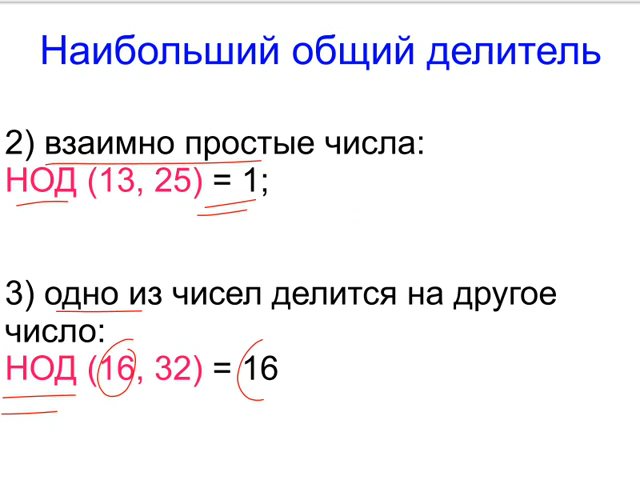 Наибольший общий делитель
2) взаимно простые числа:
НОД (13, 25) = 1;
3) одно из чисел делится на другое
число:
НОД (16, 32) = 16